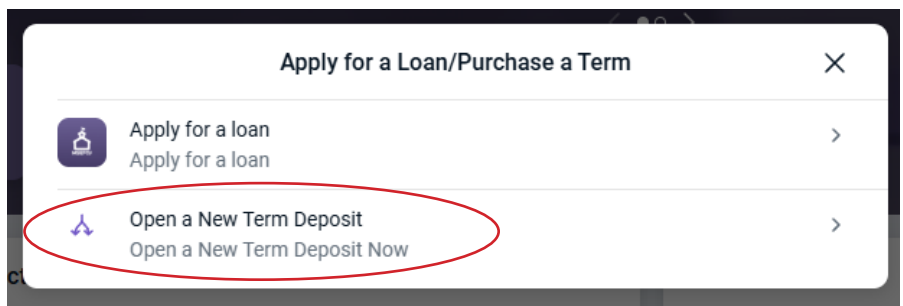 Apply for a Loan/Purchase a Term
Apply for a loan
Apply for a loan
Open a New Term Deposit
Open a New Term Deposit Now
ct